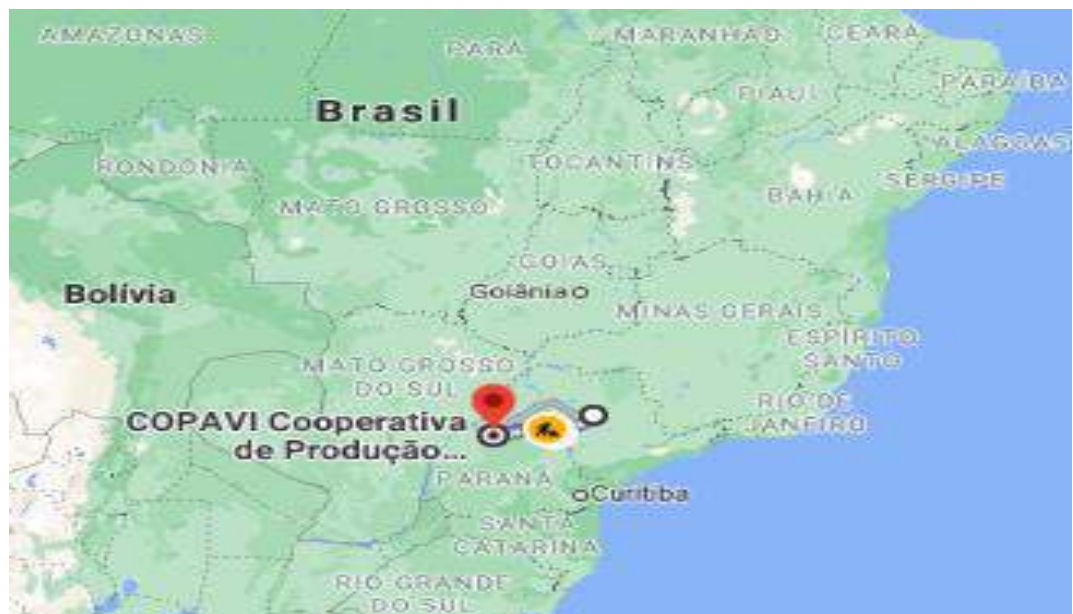 AMAZONAS
PARÁ
MARANHÃO
CEARÁ
PARAÍBA
PIAUÍ
Brasil
ALAGOAS
RONDÔNIA
TOCANTINS
SERGIPE
BAHIA
MATO GROSSO
GOIÁS
Bolívia
Goiânia
MINAS GERAIS
ESPÍRITO
SANTO
MATO GROSSO
DO SUL
RIO DE
JANEIRO
COPAVI Cooperativa
de Produção...
PARANÁ
Curitiba
SANTA
CATARINA
RIO GRANDE
DO SUL